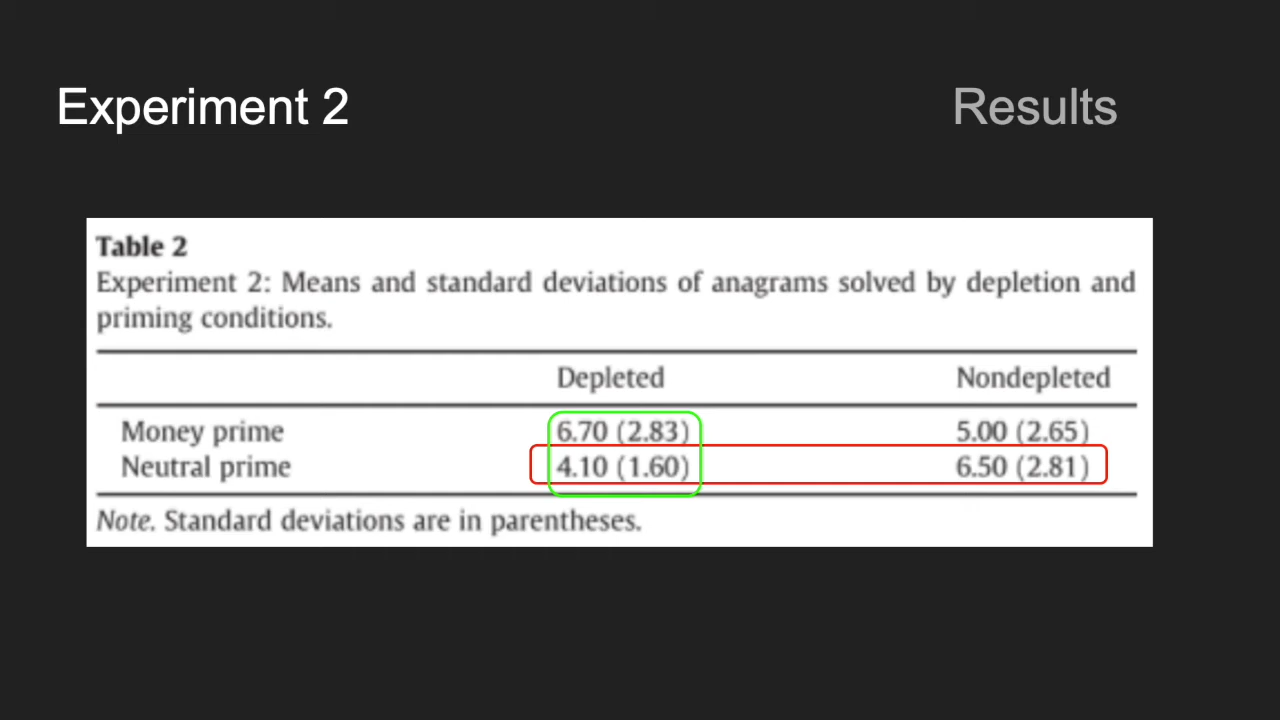 Experiment 2 Results
Table 2
Experiment 2: Means and standard deviations of anagrams solved by depletion and
priming conditions.
Depleted Nondepleted
Money prime 6.70 (2.83) 5.00 (2.65)
Neutral prime 4.10 (1.60) 6.50 (2.81)
Note. Standard deviations are in parentheses.